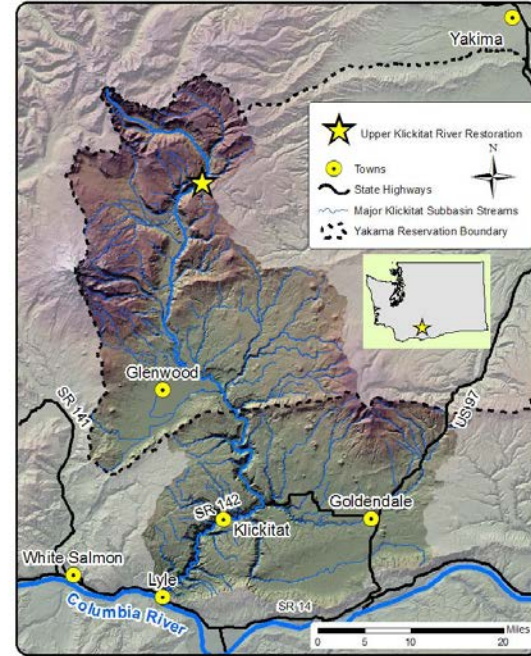 Yakima
Upper Klickitat River Restoration
Towns
State Highways
Major Klickitat Subbasin Streams
Yakama Reservation Boundary
N
Glenwood
SR 141
US 97
SR 142
Goldendale
Klickitat
White Salmon
Lyle
SR 14
Columbia River
Miles
0 5 10 20